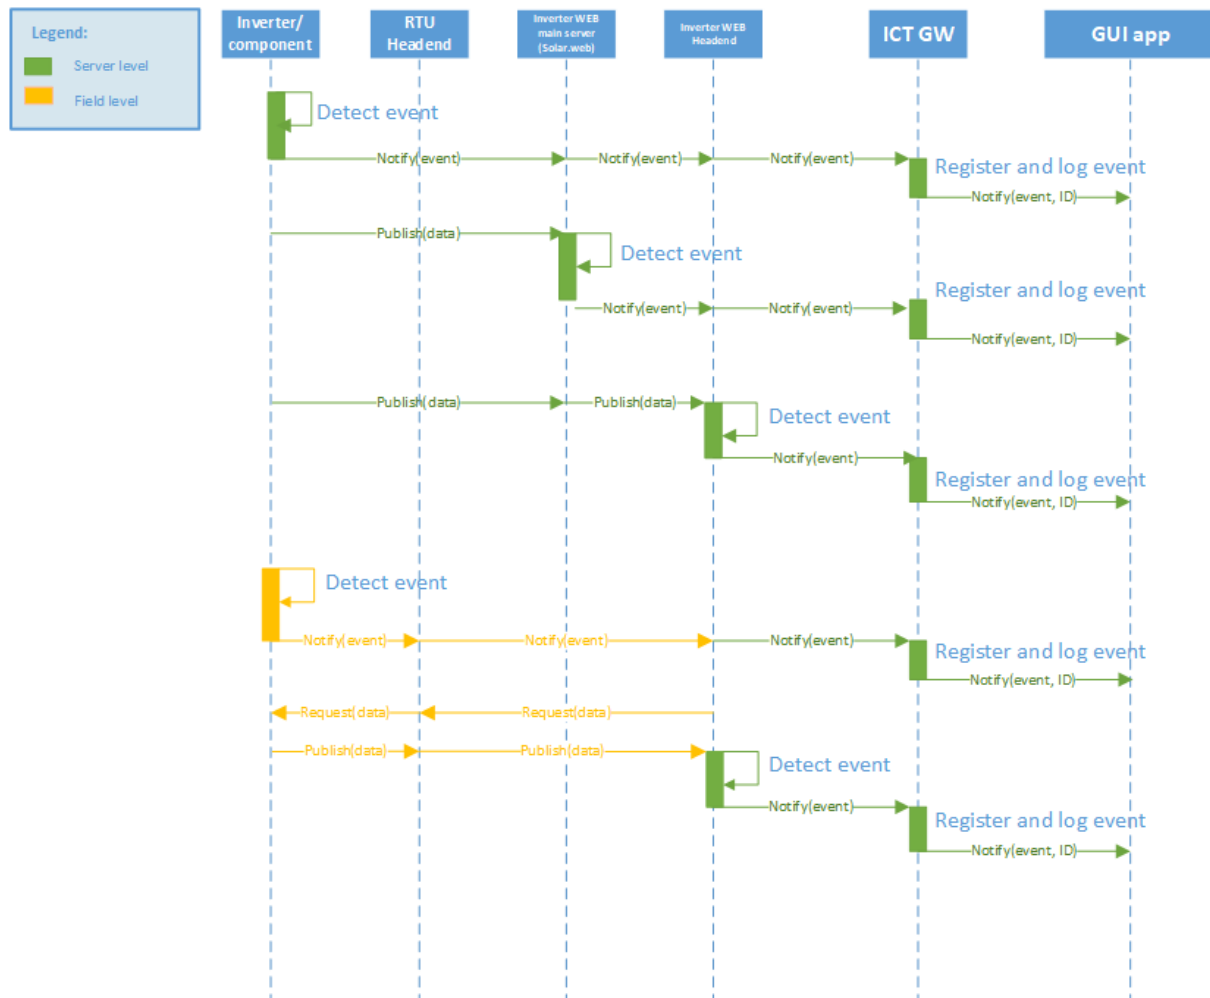 Legend:
Server level
Field level
Inverter/
component
RTU
Headend
Inverter WEB
main server
(Solar.web)
Inverter WEB
Headend
ICT GW
GUI app
Detect event
Notify(event)
Notify(event)
Notify(event)
Register and log event
Notify(event, ID)
Publish(data)
Detect event
Register and log event
Notify(event)
Notify(event)
Notify(event, ID)
Publish(data)
Publish(data)
Detect event
Notify(event)
Register and log event
Notify(event, ID)
Detect event
Notify(event)
Notify(event)
Notify(event)
Register and log event
Notify(event, ID)
Request(data)
Request(data)
Publish(data)
Publish(data)
Detect event
Notify(event)
Register and log event
Notify(event, ID)